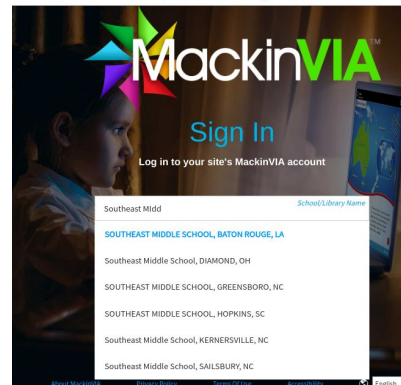 MackinVIA™
Sign In
Log in to your site's MackinVIA account
Southeast MIdd School/Library Name
SOUTHEAST MIDDLE SCHOOL, BATON ROUGE, LA
Southeast Middle School, DIAMOND, OH
SOUTHEAST MIDDLE SCHOOL, GREENSBORO, NC
SOUTHEAST MIDDLE SCHOOL, HOPKINS, SC
Southeast Middle School, KERNERSVILLE, NC
Southeast Middle School, SAILSBURY, NC
About MackinVIA Privacy Policy Terms Of Use Accessibility English